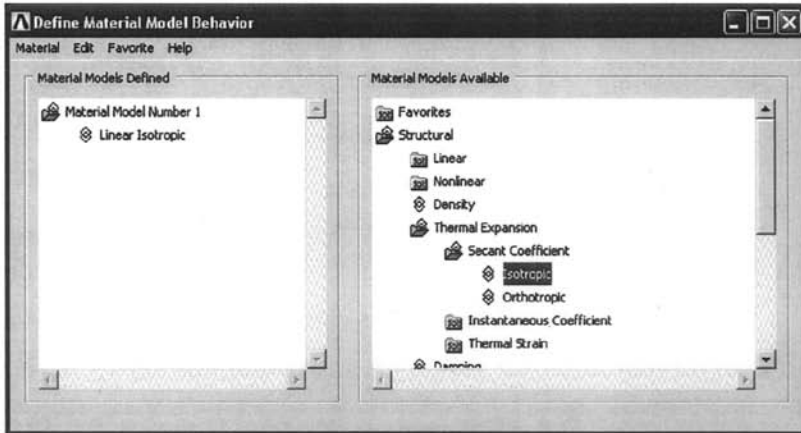 Define Material Model Behavior
Material Edit Favorite Help
Material Models Defined
Material Model Number 1
Linear Isotropic
Material Models Available
Favorites
Structural
Linear
Nonlinear
Density
Thermal Expansion
Secant Coefficient
Isotropic
Orthotropic
Instantaneous Coefficient
Thermal Strain
Damping